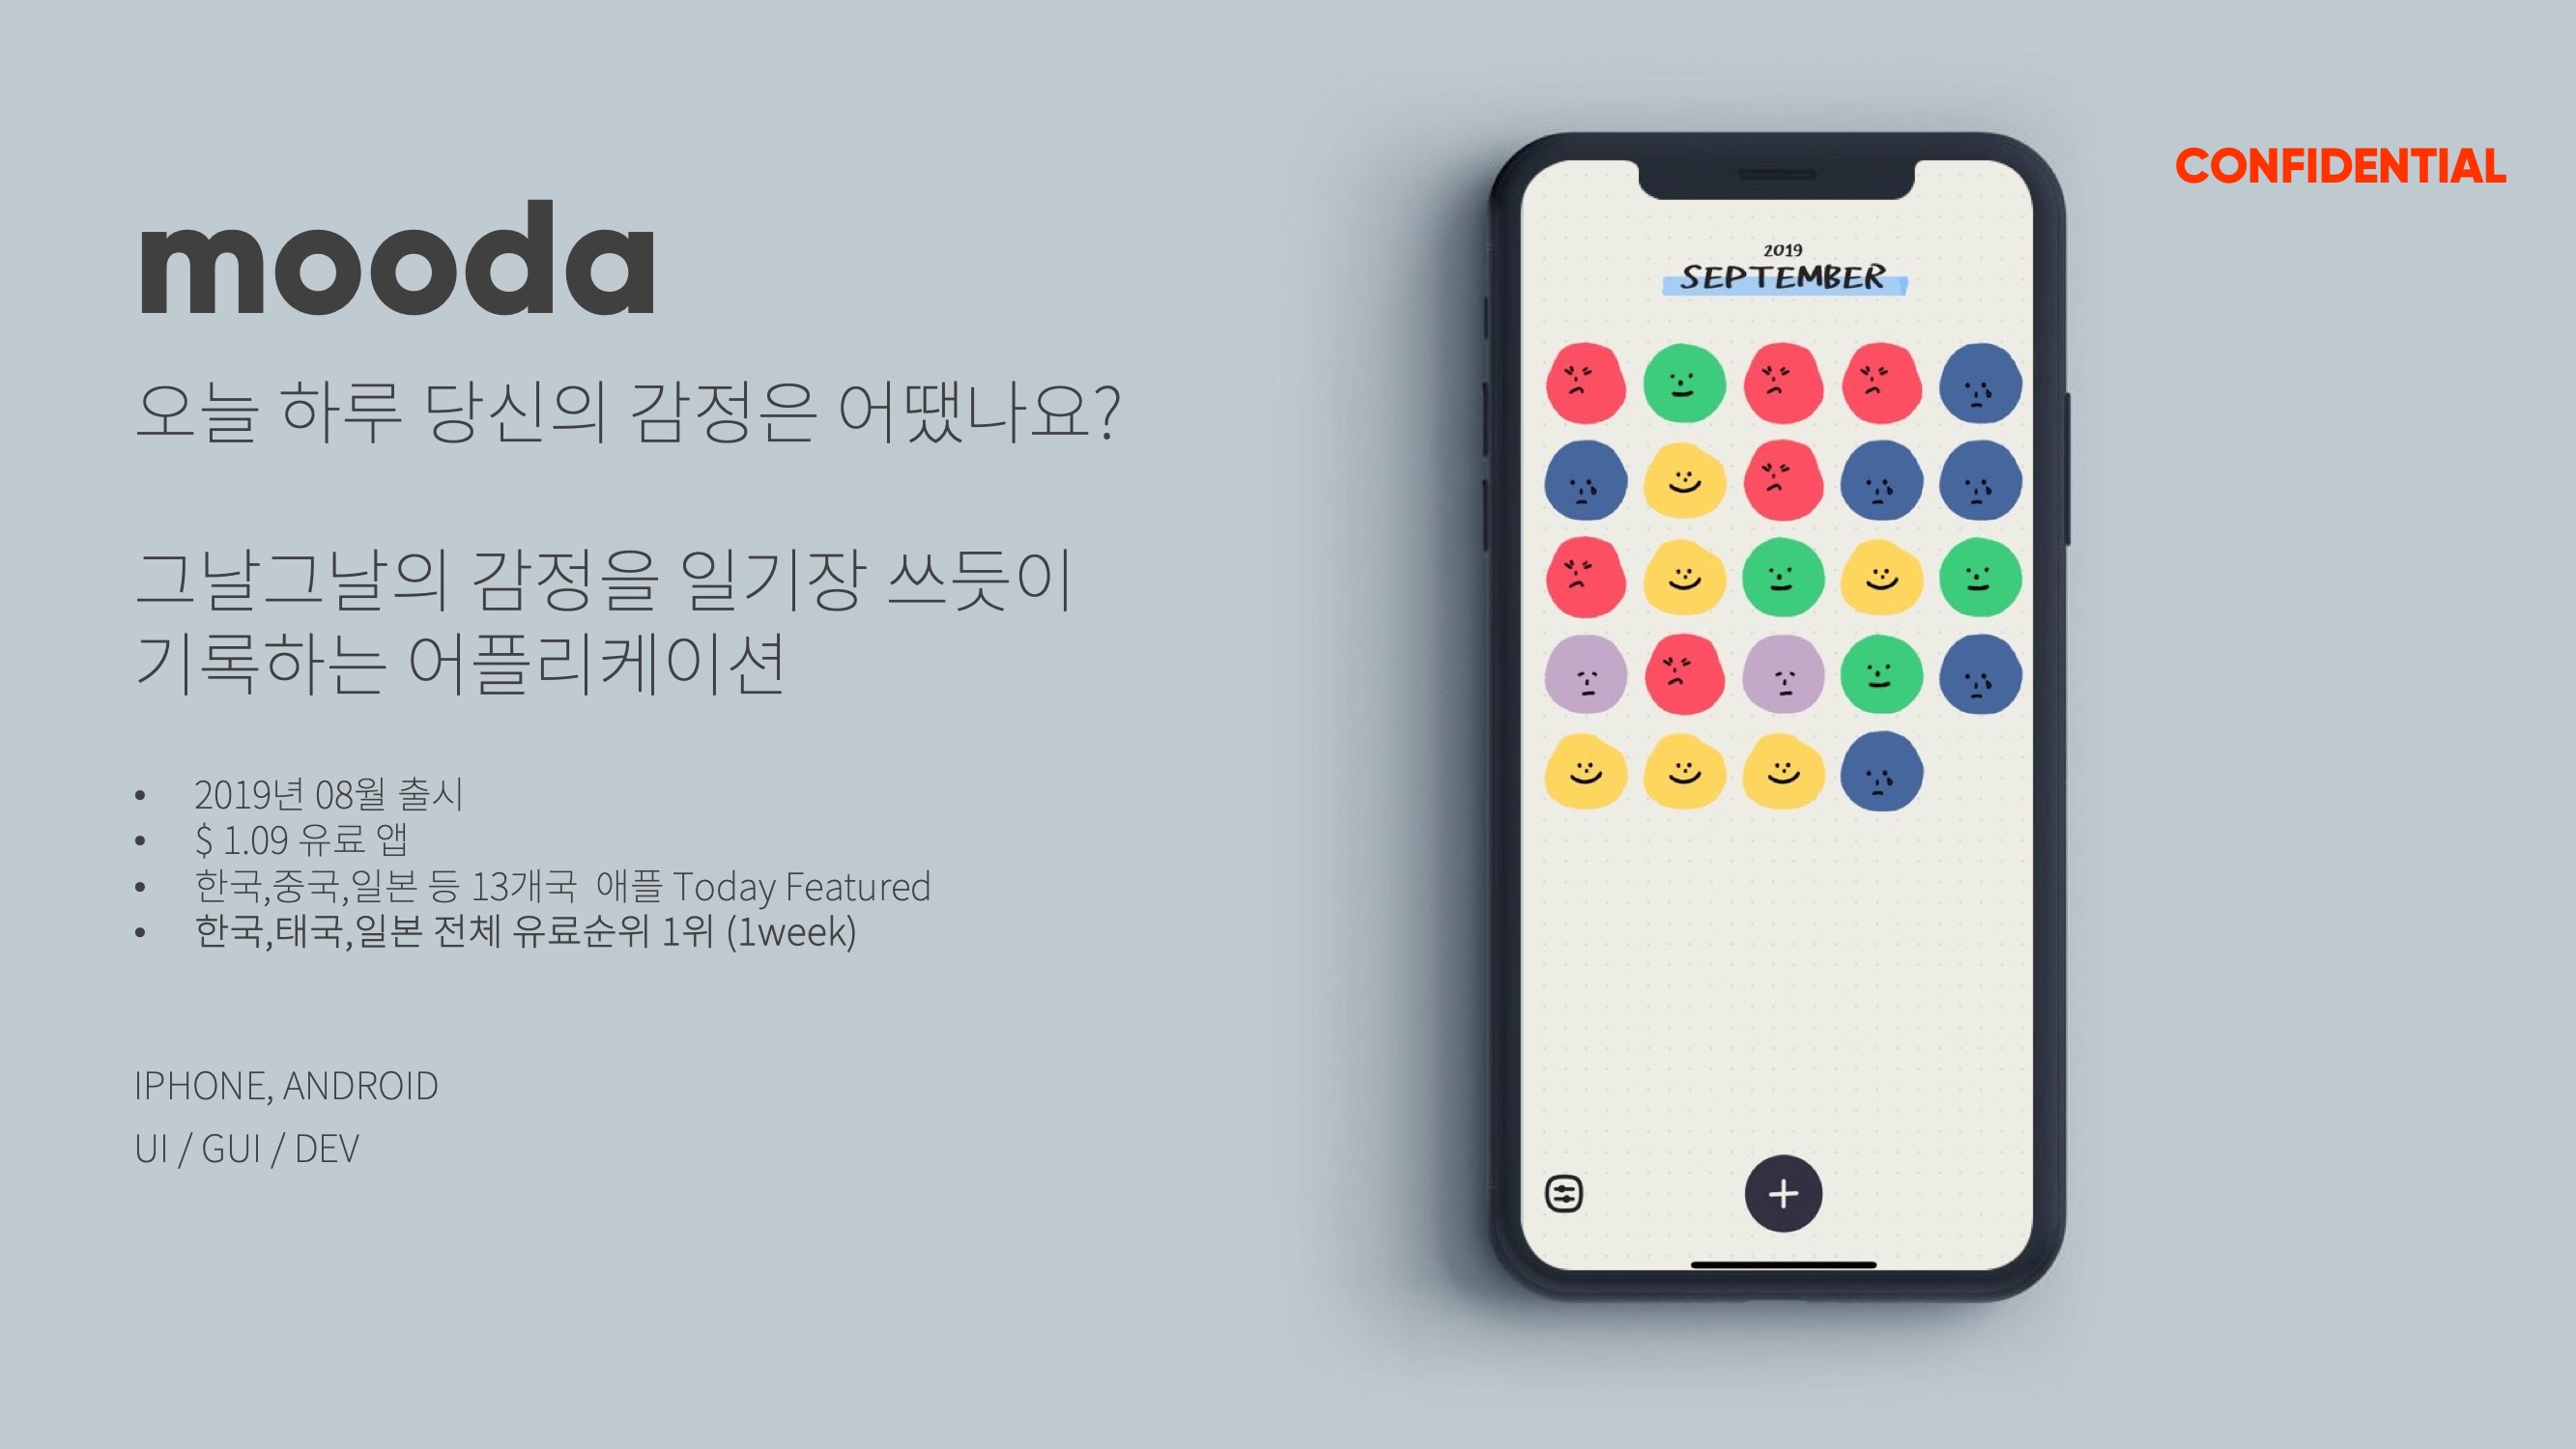 CONFIDENTIAL
mooda
오늘 하루 당신의 감정은 어땠나요?
그날그날의 감정을 일기장 쓰듯이
기록하는 어플리케이션
• 2019년 08월 출시
• $ 1.09 유료 앱
• 한국,중국,일본 등 13개국 애플 Today Featured
• 한국,태국,일본 전체 유료순위 1위 (1week)
IPHONE, ANDROID
UI / GUI / DEV
2019
SEPTEMBER